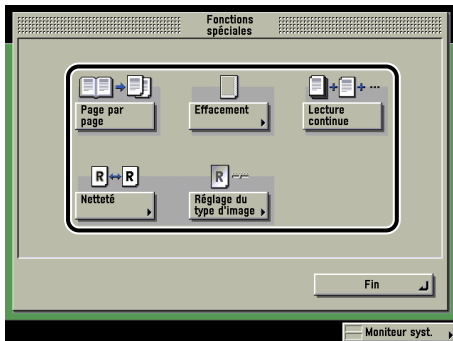 Fonctions
spéciales
Page par
page
Effacement
Lecture
continue
R R
Netteté
R
Réglage du
type d'image
Fin
Moniteur syst.